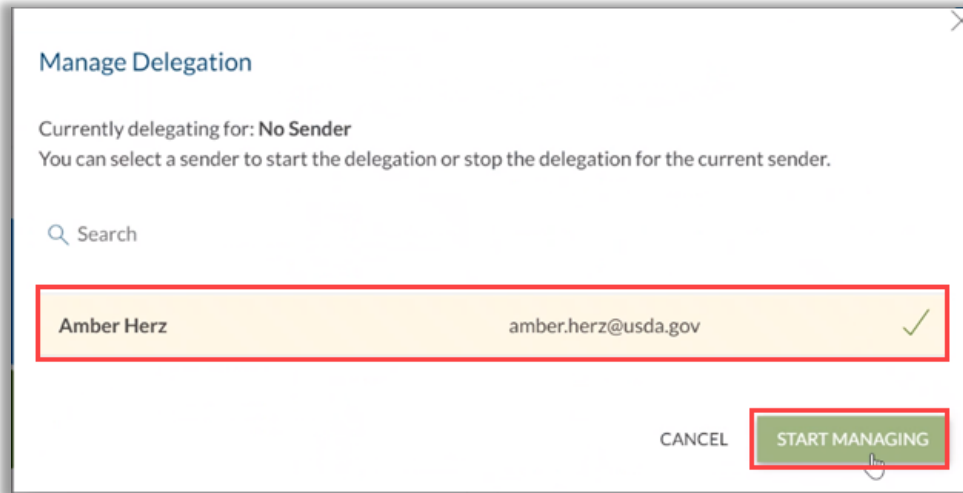 Manage Delegation
Currently delegating for: No Sender
You can select a sender to start the delegation or stop the delegation for the current sender.
Search
Amber Herz amber.herz@usda.gov
CANCEL START MANAGING